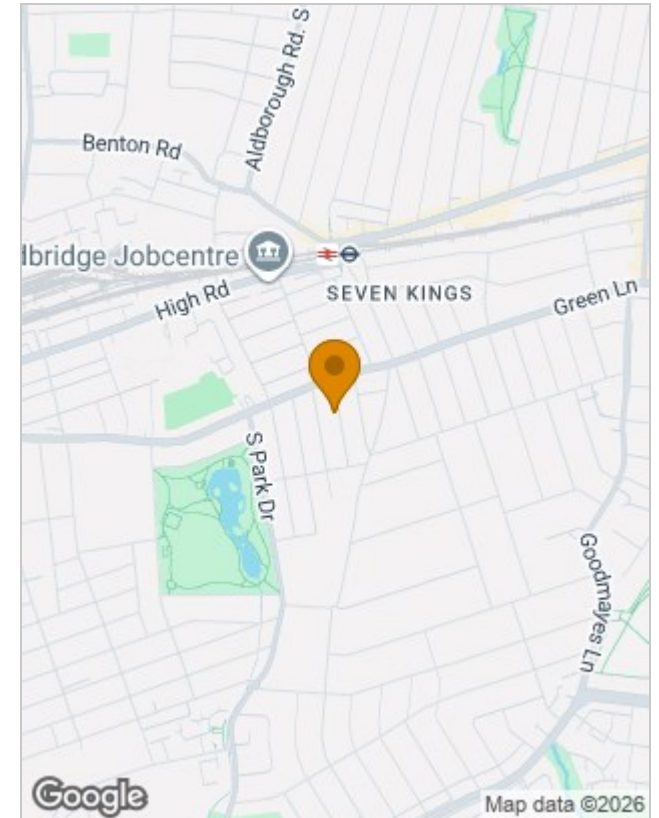 Aldborough Rd. S
Benton Rd
dbridge Jobcentre
High Rd
SEVEN KINGS
Green Ln
S Park Dr
Goodmayes Ln
Google
Map data ©2026